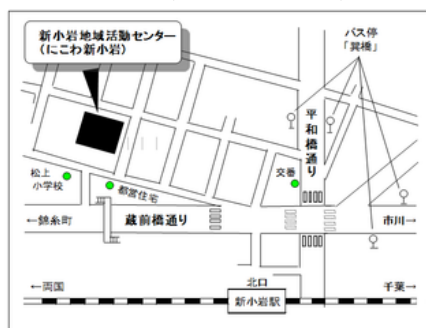 新小岩地域活動センター
（にこわ新小岩）
バス停
「巽橋」
平和橋通り
松上
小学校
都営住宅
交番
←錦糸町
蔵前橋通り
市川→
←両国
北口
千葉→
新小岩駅